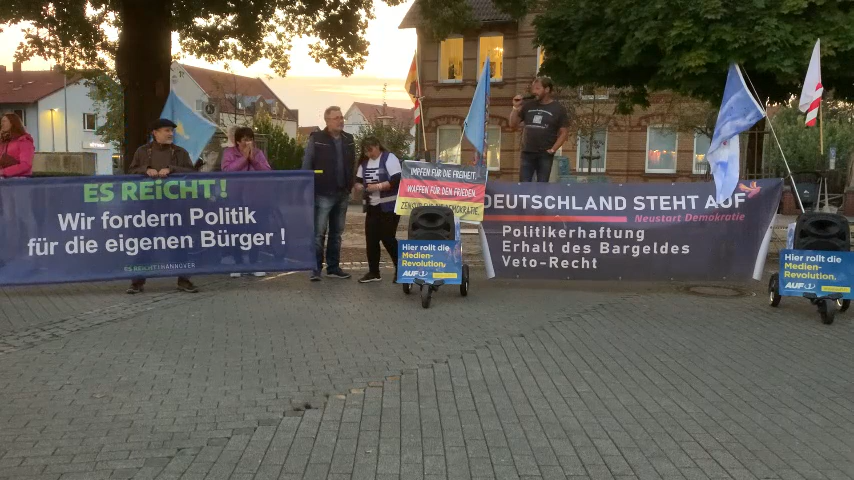 ES REiCHT!
Wir fordern Politik
für die eigenen Bürger !
ES REiCHT! HANNOVER
IMPFEN FÜR DIE FREIHEIT,
WAFFEN FÜR DEN FRIEDEN,
DEMOKRATIE
Hier rollt die
Medien-
Revolution.
AUF1
DEUTSCHLAND STEHT AUF
Neustart Demokratie
Politikerhaftung
Erhalt des Bargeldes
Veto-Recht
Hier rollt die
Medien-
Revolution.
AUF1